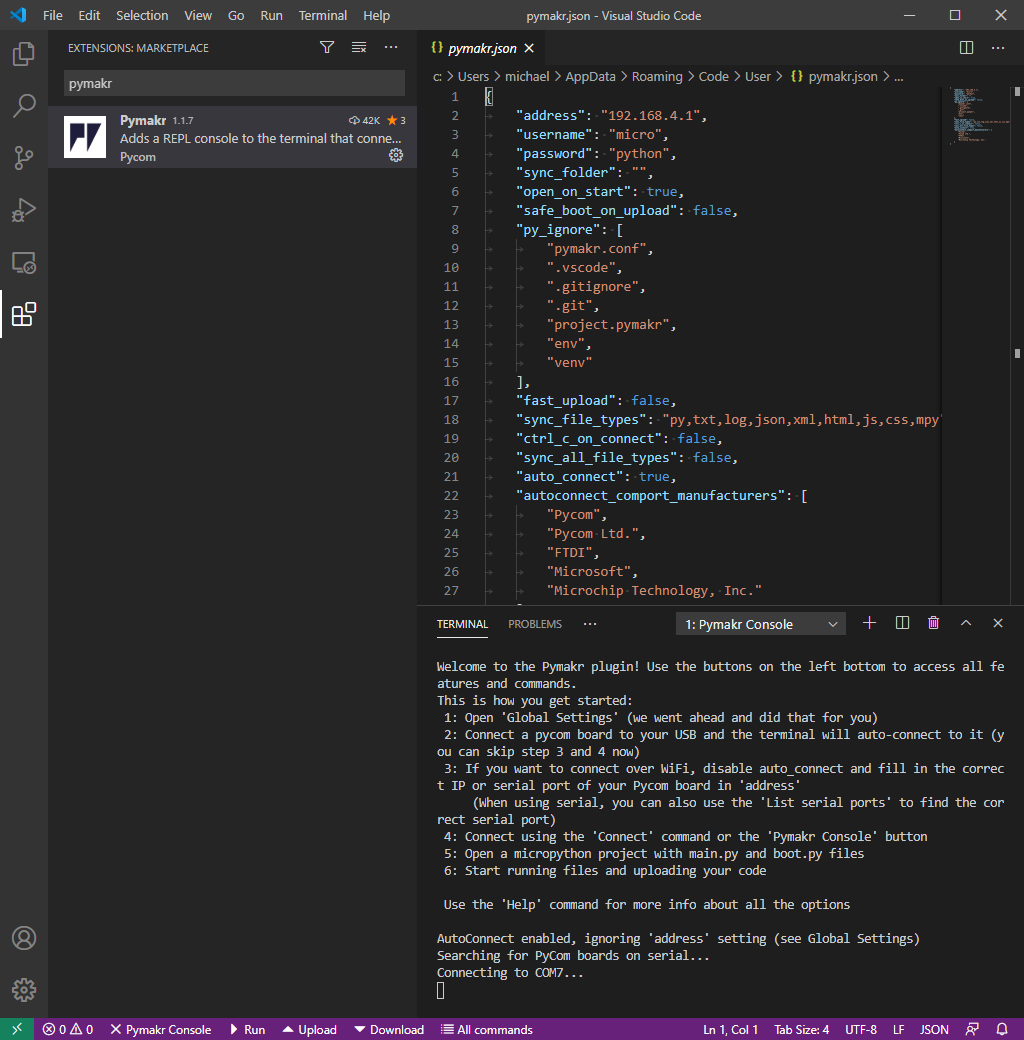 File Edit Selection View Go Run Terminal Help pymakr.json - Visual Studio Code
EXTENSIONS: MARKETPLACE
pymakr
Pymakr 1.1.7 42K 3
Adds a REPL console to the terminal that conne...
Pycom
{} pymakr.json
c: > Users > michael > AppData > Roaming > Code > User > {} pymakr.json > ...
1 {
2 "address": "192.168.4.1",
3 "username": "micro",
4 "password": "python",
5 "sync_folder": "",
6 "open_on_start": true,
7 "safe_boot_on_upload": false,
8 "py_ignore": [
9 "pymakr.conf",
10 ".vscode",
11 ".gitignore",
12 ".git",
13 "project.pymakr",
14 "env",
15 "venv"
16 ],
17 "fast_upload": false,
18 "sync_file_types": "py,txt,log,json,xml,html,js,css,mpy"
19 "ctrl_c_on_connect": false,
20 "sync_all_file_types": false,
21 "auto_connect": true,
22 "autoconnect_comport_manufacturers": [
23 "Pycom",
24 "Pycom Ltd.",
25 "FTDI",
26 "Microsoft",
27 "Microchip Technology, Inc."
TERMINAL PROBLEMS ... 1: Pymakr Console
Welcome to the Pymakr plugin! Use the buttons on the left bottom to access all fe
atures and commands.
This is how you get started:
1: Open 'Global Settings' (we went ahead and did that for you)
2: Connect a pycom board to your USB and the terminal will auto-connect to it (y
ou can skip step 3 and 4 now)
3: If you want to connect over WiFi, disable auto_connect and fill in the correc
t IP or serial port of your Pycom board in 'address'
(When using serial, you can also use the 'List serial ports' to find the cor
rect serial port)
4: Connect using the 'Connect' command or the 'Pymakr Console' button
5: Open a micropython project with main.py and boot.py files
6: Start running files and uploading your code
Use the 'Help' command for more info about all the options
AutoConnect enabled, ignoring 'address' setting (see Global Settings)
Searching for PyCom boards on serial...
Connecting to COM7...
0 0 Pymakr Console Run Upload Download All commands Ln 1, Col 1 Tab Size: 4 UTF-8 LF JSON